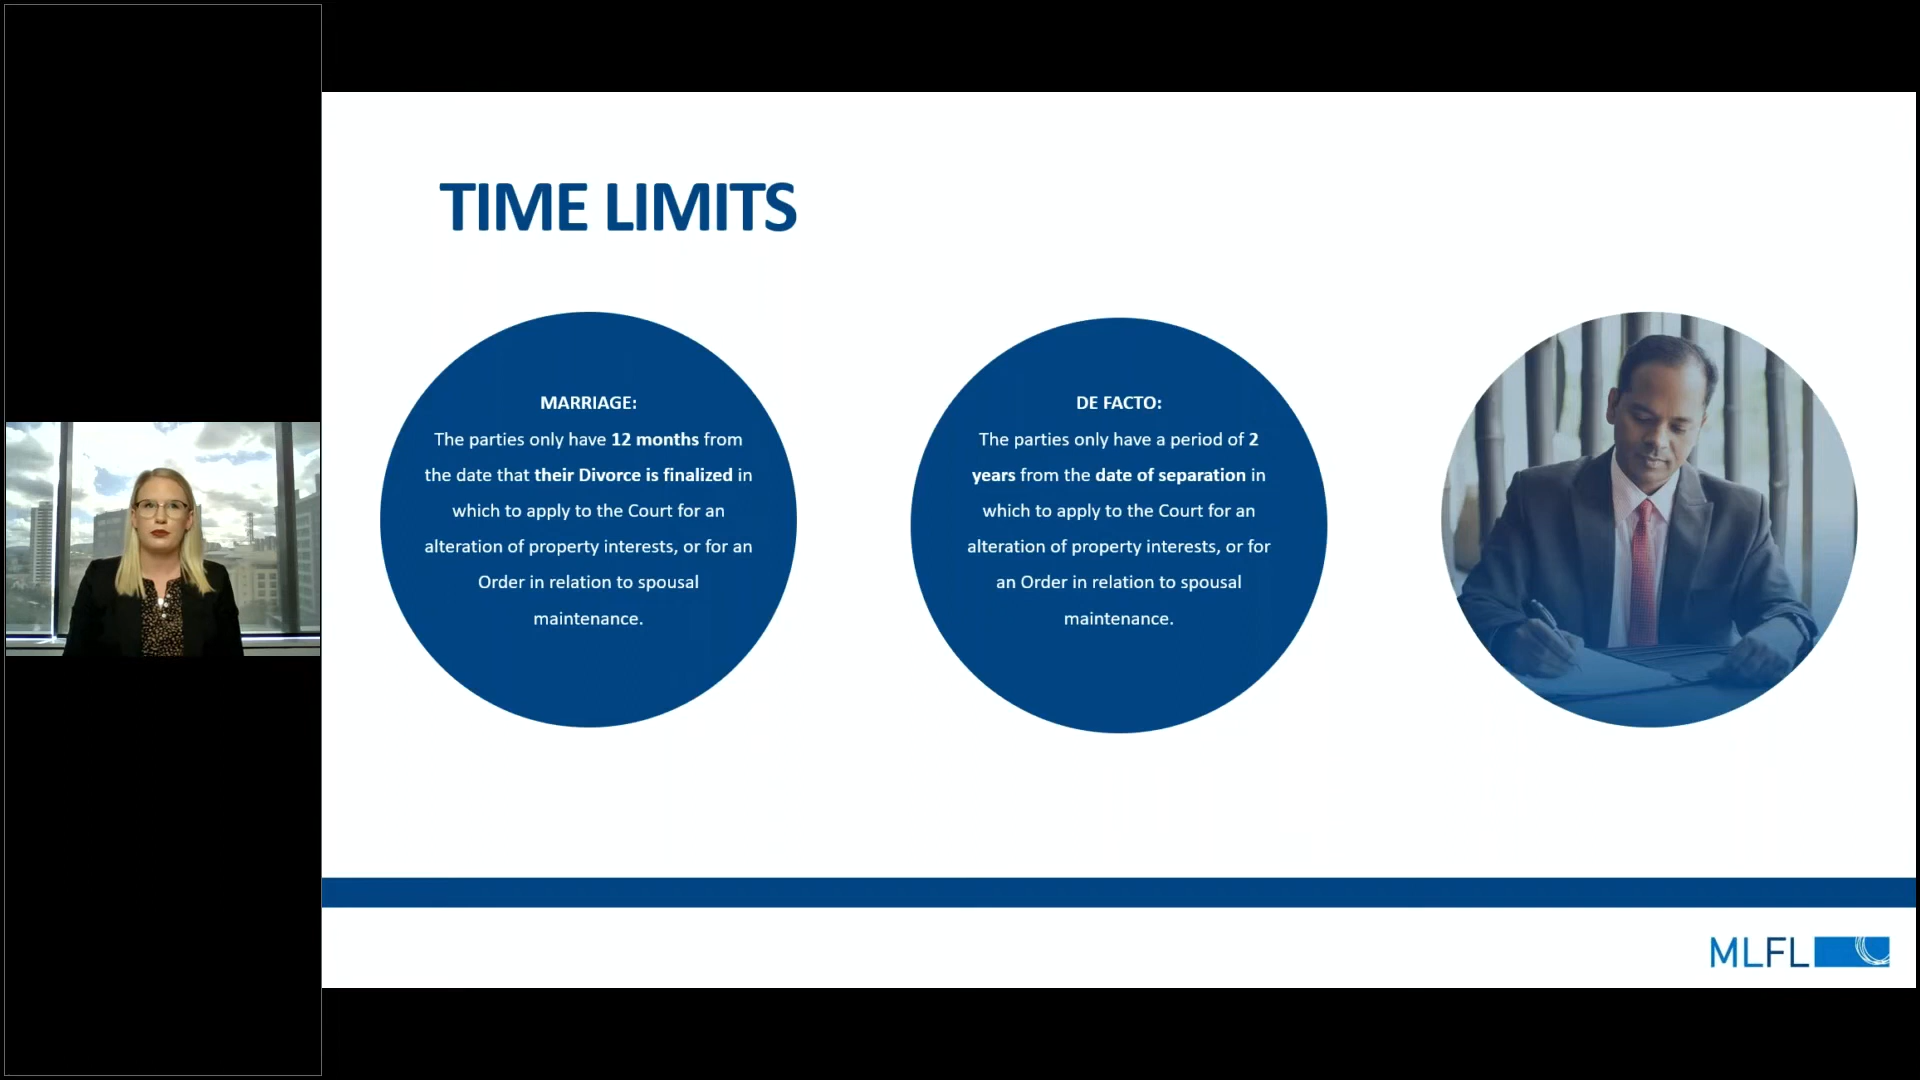 TIME LIMITS
MARRIAGE:
The parties only have 12 months from
the date that their Divorce is finalized in
which to apply to the Court for an
alteration of property interests, or for an
Order in relation to spousal
maintenance.
DE FACTO:
The parties only have a period of 2
years from the date of separation in
which to apply to the Court for an
alteration of property interests, or for
an Order in relation to spousal
maintenance.
MLFL